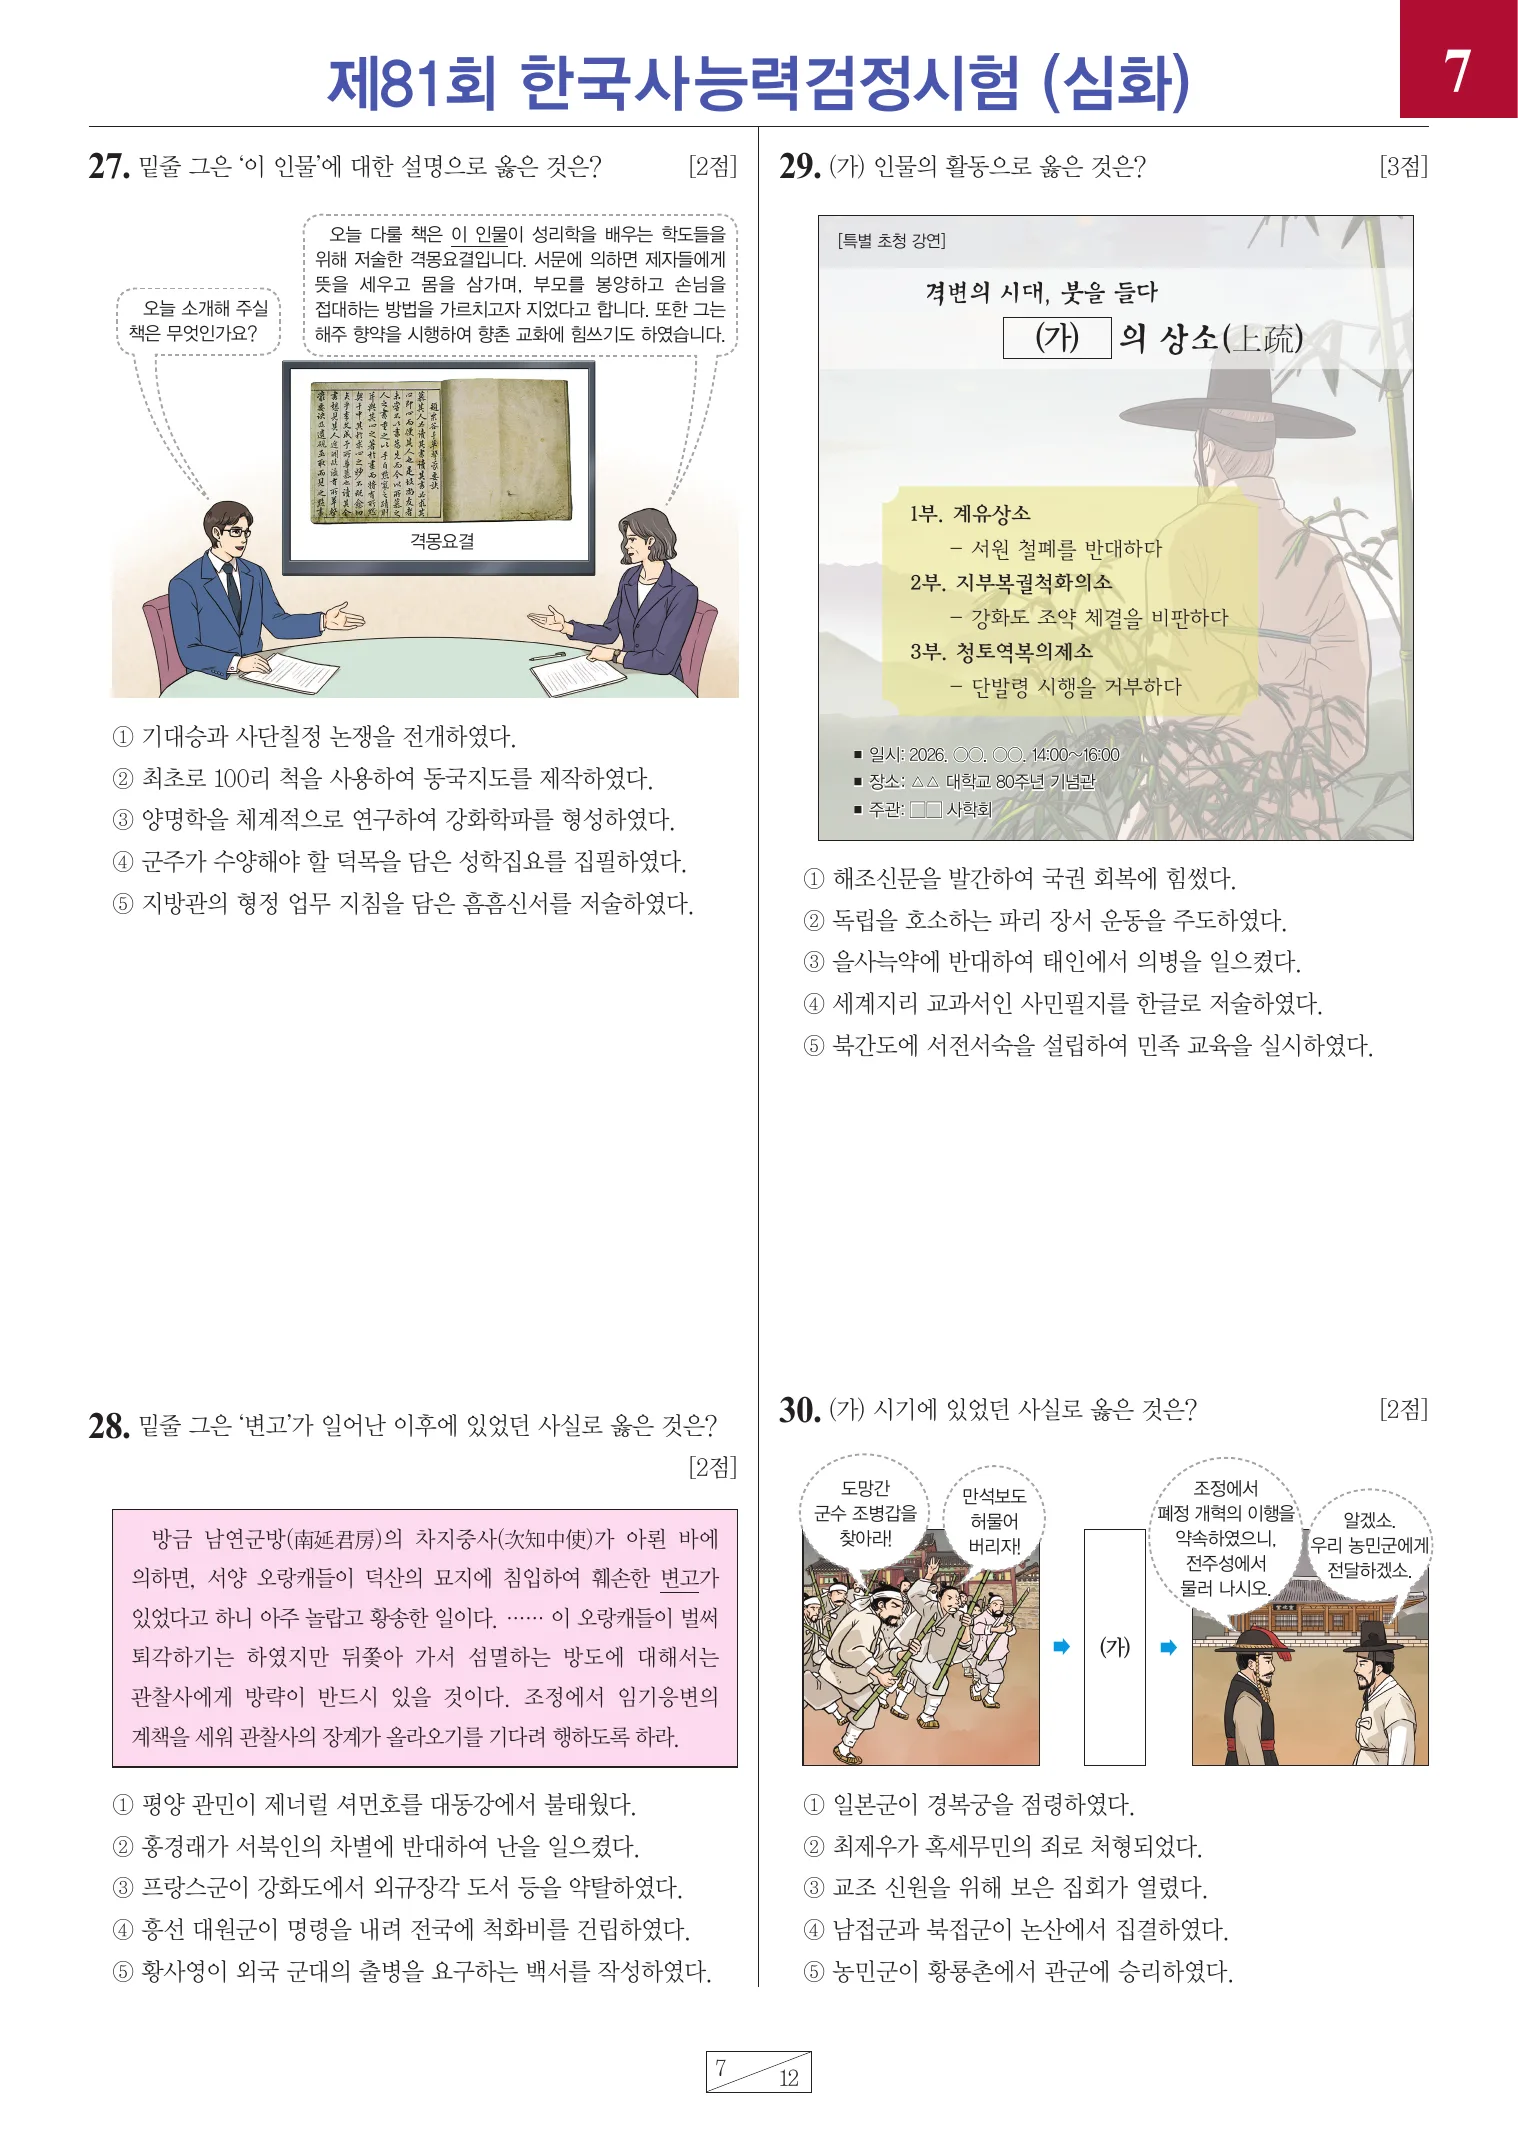 제81회 한국사능력검정시험 (심화)
7
27. 밑줄 그은 ‘이 인물’에 대한 설명으로 옳은 것은? [2점]
오늘 소개해 주실
책은 무엇인가요?
오늘 다룰 책은 이 인물이 성리학을 배우는 학도들을
위해 저술한 격몽요결입니다. 서문에 의하면 제자들에게
뜻을 세우고 몸을 삼가며, 부모를 봉양하고 손님을
접대하는 방법을 가르치고자 지었다고 합니다. 또한 그는
해주 향약을 시행하여 향촌 교화에 힘쓰기도 하였습니다.
격몽요결
① 기대승과 사단칠정 논쟁을 전개하였다.
② 최초로 100리 척을 사용하여 동국지도를 제작하였다.
③ 양명학을 체계적으로 연구하여 강화학파를 형성하였다.
④ 군주가 수양해야 할 덕목을 담은 성학집요를 집필하였다.
⑤ 지방관의 형정 업무 지침을 담은 흠흠신서를 저술하였다.
28. 밑줄 그은 ‘변고’가 일어난 이후에 있었던 사실로 옳은 것은?
[2점]
방금 남연군방(南延君房)의 차지중사(次知中使)가 아뢴 바에
의하면, 서양 오랑캐들이 덕산의 묘지에 침입하여 훼손한 변고가
있었다고 하니 아주 놀랍고 황송한 일이다. …… 이 오랑캐들이 벌써
퇴각하기는 하였지만 뒤쫓아 가서 섬멸하는 방도에 대해서는
관찰사에게 방략이 반드시 있을 것이다. 조정에서 임기응변의
계책을 세워 관찰사의 장계가 올라오기를 기다려 행하도록 하라.
① 평양 관민이 제너럴 셔먼호를 대동강에서 불태웠다.
② 홍경래가 서북인의 차별에 반대하여 난을 일으켰다.
③ 프랑스군이 강화도에서 외규장각 도서 등을 약탈하였다.
④ 흥선 대원군이 명령을 내려 전국에 척화비를 건립하였다.
⑤ 황사영이 외국 군대의 출병을 요구하는 백서를 작성하였다.
29. (가) 인물의 활동으로 옳은 것은? [3점]
[특별 초청 강연]
격변의 시대, 붓을 들다
(가) 의 상소(上疏)
1부. 계유상소
– 서원 철폐를 반대하다
2부. 지부복궐척화의소
– 강화도 조약 체결을 비판하다
3부. 청토역복의제소
– 단발령 시행을 거부하다
■ 일시: 2026. ○○. ○○. 14:00～16:00
■ 장소: △△ 대학교 80주년 기념관
■ 주관: □□ 사학회
① 해조신문을 발간하여 국권 회복에 힘썼다.
② 독립을 호소하는 파리 장서 운동을 주도하였다.
③ 을사늑약에 반대하여 태인에서 의병을 일으켰다.
④ 세계지리 교과서인 사민필지를 한글로 저술하였다.
⑤ 북간도에 서전서숙을 설립하여 민족 교육을 실시하였다.
30. (가) 시기에 있었던 사실로 옳은 것은? [2점]
도망간
군수 조병갑을
찾아라!
만석보도
허물어
버리자!
(가)
조정에서
폐정 개혁의 이행을
약속하였으니,
전주성에서
물러 나시오.
알겠소.
우리 농민군에게
전달하겠소.
① 일본군이 경복궁을 점령하였다.
② 최제우가 혹세무민의 죄로 처형되었다.
③ 교조 신원을 위해 보은 집회가 열렸다.
④ 남접군과 북접군이 논산에서 집결하였다.
⑤ 농민군이 황룡촌에서 관군에 승리하였다.
7
12